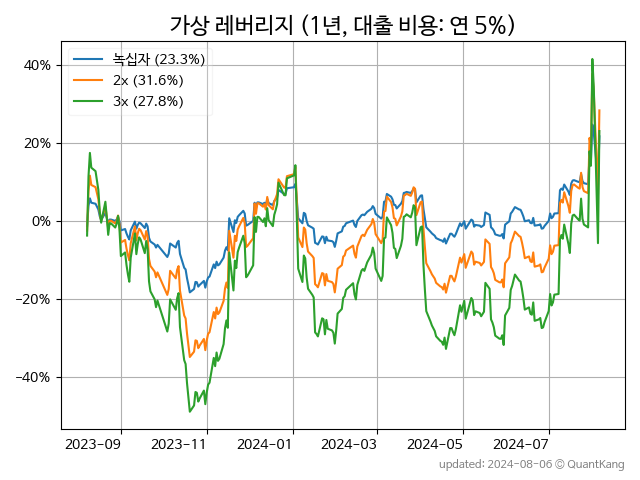 가상 레버리지 (1년, 대출 비용: 연 5%)
녹십자 (23.3%)
2x (31.6%)
3x (27.8%)
40%
20%
0%
−20%
−40%
2023-09 2023-11 2024-01 2024-03 2024-05 2024-07
updated: 2024-08-06 © QuantKang